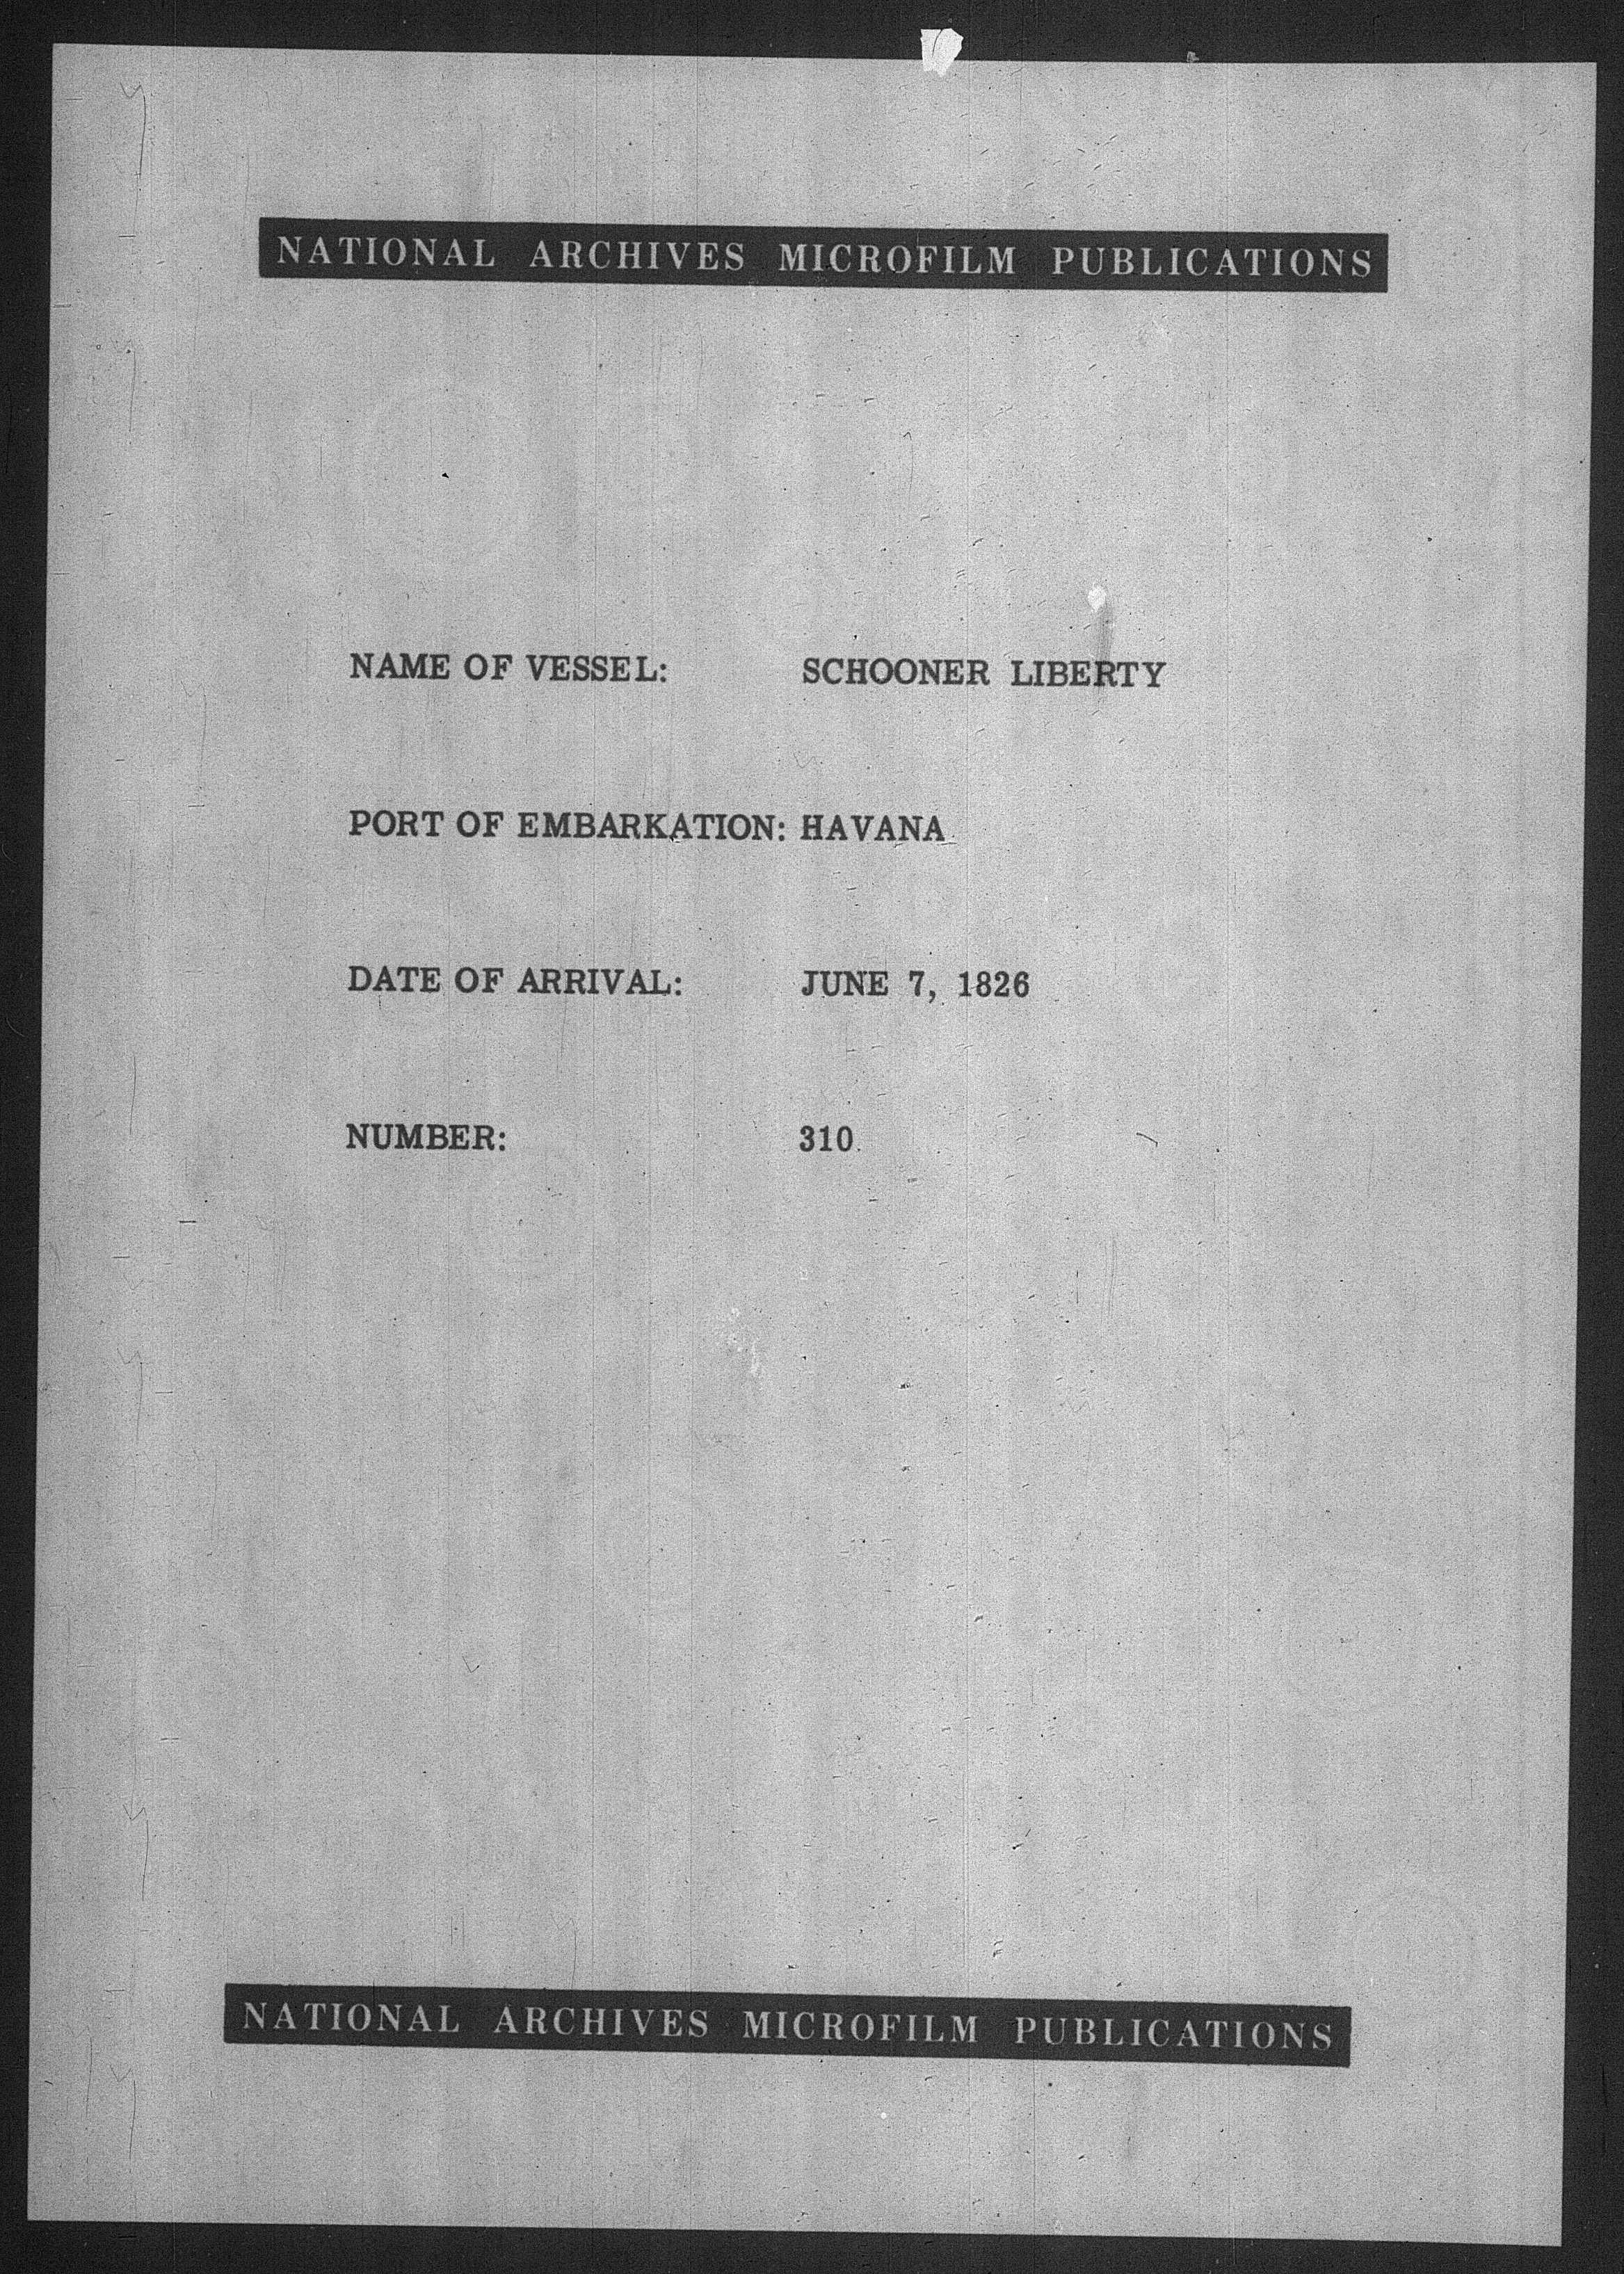 NATIONAL ARCHIVES MICROFILM PUBLICATIONS
NAME OF VESSEL: SCHOONER LIBERTY
PORT OF EMBARKATION: HAVANA
DATE OF ARRIVAL: JUNE 7, 1826
NUMBER: 310
NATIONAL ARCHIVES MICROFILM PUBLICATIONS